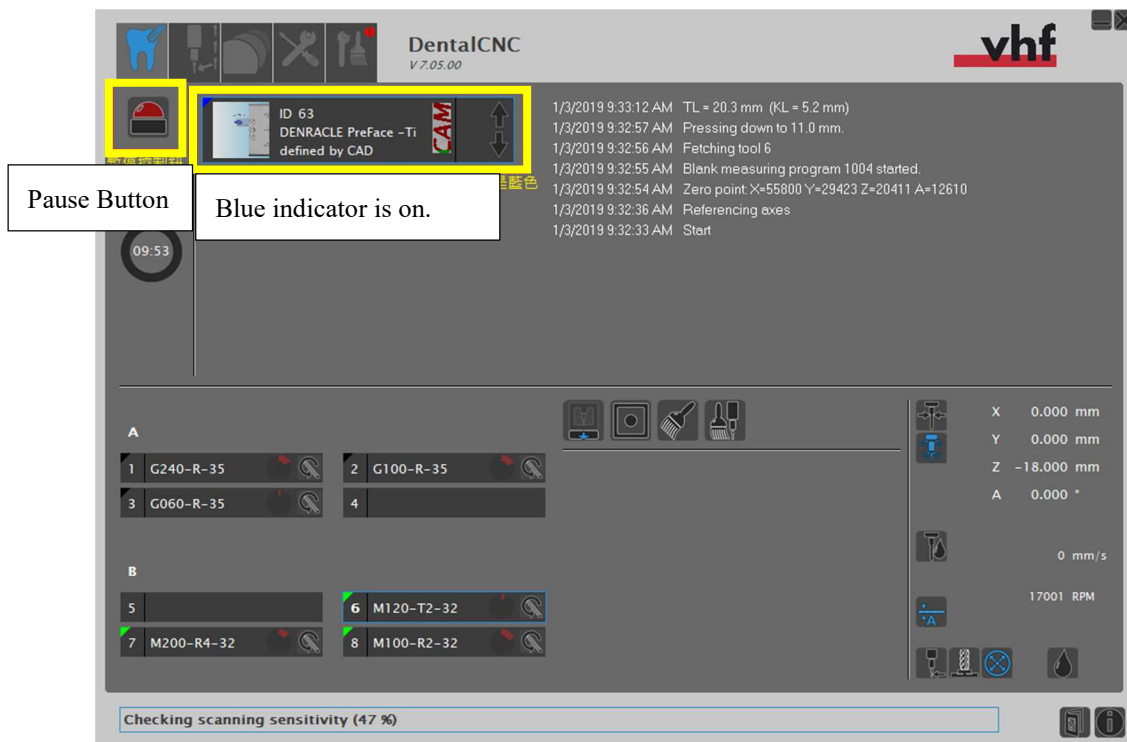 DentalCNC
V 7.05.00
vhf
ID 63
DENRACLE PreFace -Ti
defined by CAD
CAM
1/3/2019 9:33:12 AM TL = 20.3 mm (KL = 5.2 mm)
1/3/2019 9:32:57 AM Pressing down to 11.0 mm.
1/3/2019 9:32:56 AM Fetching tool 6
1/3/2019 9:32:55 AM Blank measuring program 1004 started.
1/3/2019 9:32:54 AM Zero point: X=55800 Y=29423 Z=20411 A=12610
1/3/2019 9:32:36 AM Referencing axes
1/3/2019 9:32:33 AM Start
藍色
Pause Button
Blue indicator is on.
09:53
A
1 G240-R-35
2 G100-R-35
3 G060-R-35
4
B
5
6 M120-T2-32
7 M200-R4-32
8 M100-R2-32
X 0.000 mm
Y 0.000 mm
Z -18.000 mm
A 0.000 °
0 mm/s
17001 RPM
*A
Checking scanning sensitivity (47 %)